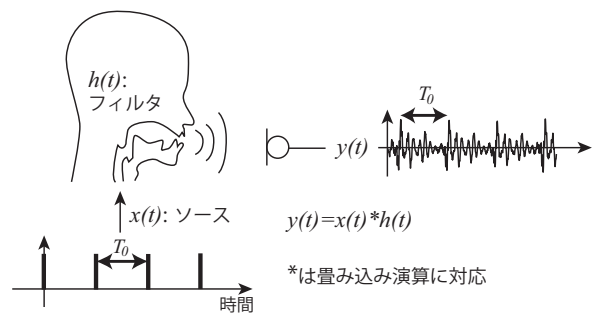 h(t):
フィルタ
T0
y(t)
x(t): ソース
y(t)=x(t)*h(t)
T0
*は畳み込み演算に対応
時間